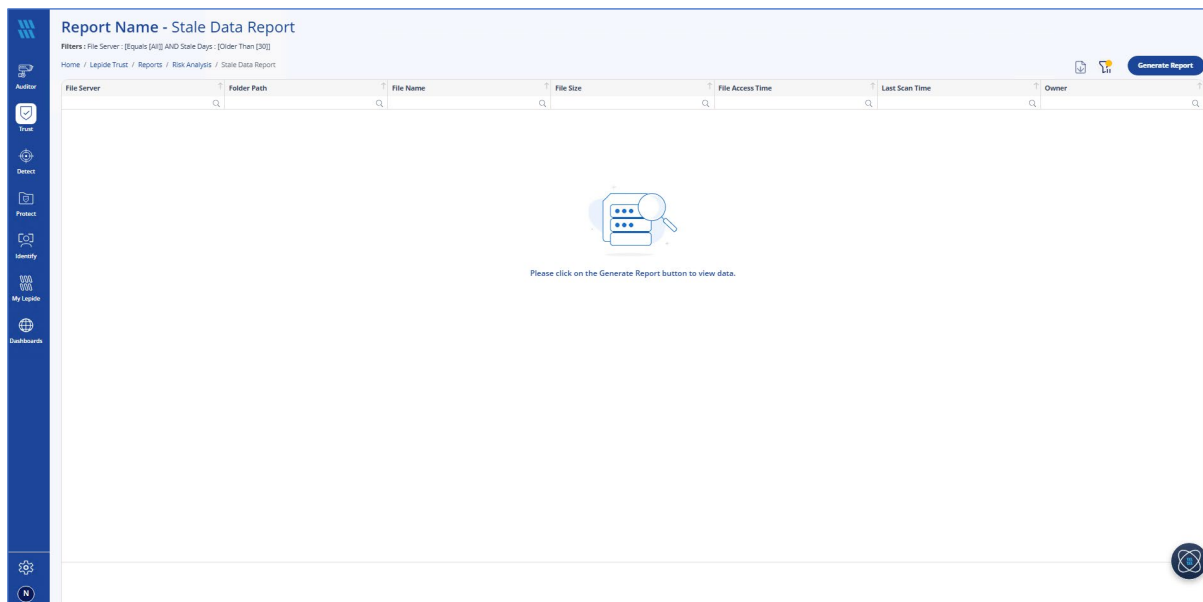 Report Name - Stale Data Report
Filters : File Server : [Equals [All]] AND Stale Days : [Older Than [30]]
Home / Lepide Trust / Reports / Risk Analysis / Stale Data Report
Generate Report
File Server
Folder Path
File Name
File Size
File Access Time
Last Scan Time
Owner
Please click on the Generate Report button to view data.
Auditor
Trust
Detect
Protect
Identify
My Lepide
Dashboards
N